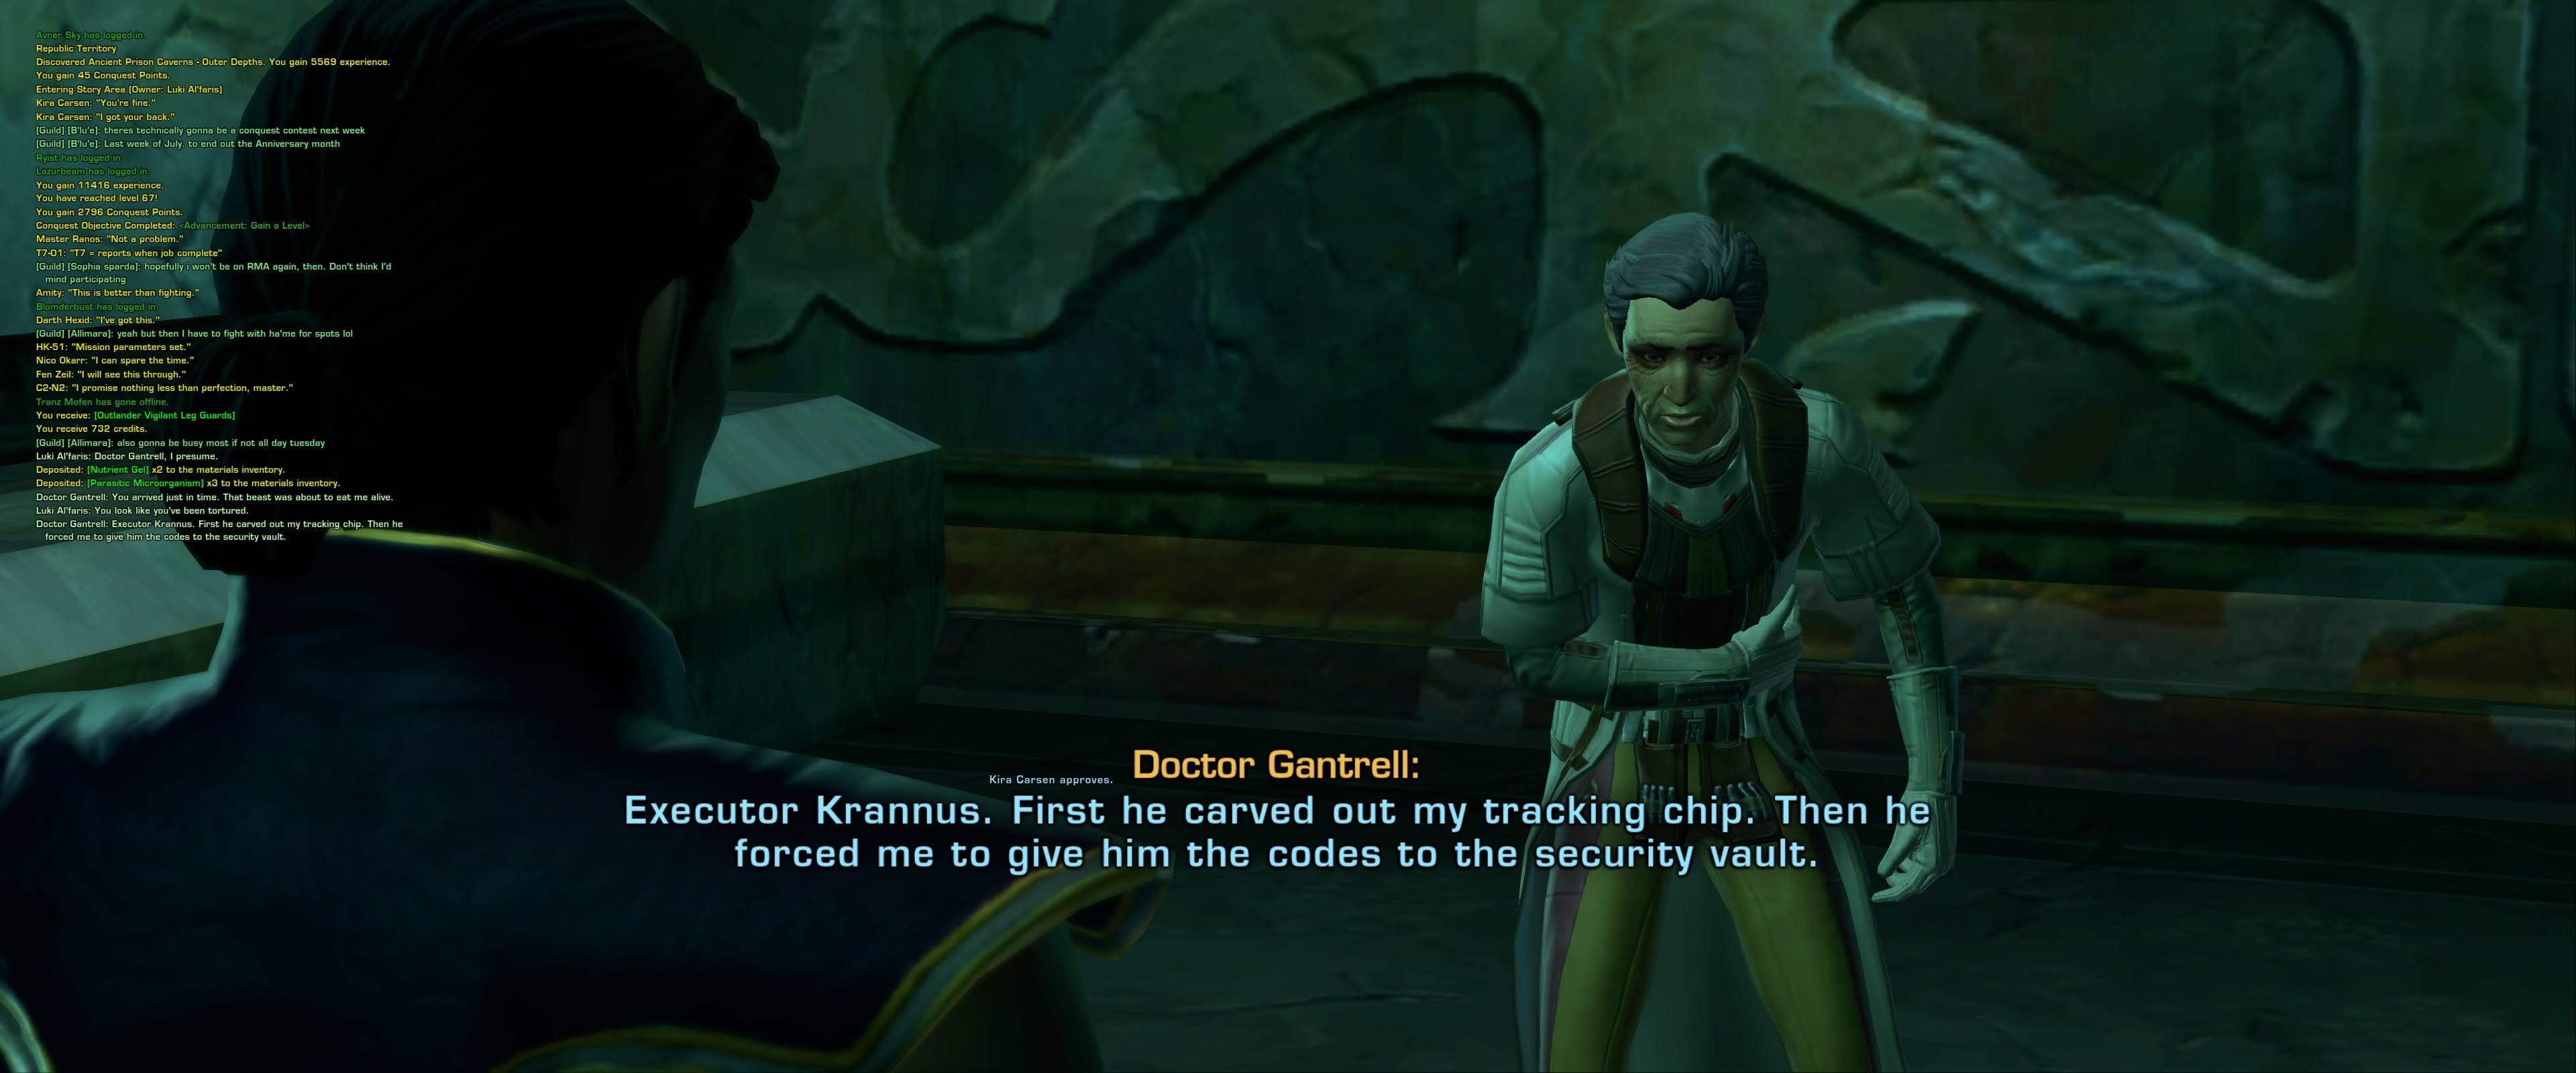 Avner Sky has logged in.
Republic Territory
Discovered Ancient Prison Caverns - Outer Depths. You gain 5569 experience.
You gain 45 Conquest Points.
Entering Story Area (Owner: Luki Al'faris)
Kira Carsen: "You're fine."
Kira Carsen: "I got your back."
[Guild] [B'lu'e]: theres technically gonna be a conquest contest next week
[Guild] [B'lu'e]: Last week of July. to end out the Anniversary month
Ryist has logged in.
Lazurbeam has logged in.
You gain 11416 experience.
You have reached level 67!
You gain 2796 Conquest Points.
Conquest Objective Completed: <Advancement: Gain a Level>
Master Ranos: "Not a problem."
T7-01: "T7 = reports when job complete"
[Guild] [Sophia sparda]: hopefully i won't be on RMA again, then. Don't think I'd
mind participating
Amity: "This is better than fighting."
Blomderbust has logged in.
Darth Hexid: "I've got this."
[Guild] [Allimara]: yeah but then I have to fight with ha'me for spots lol
HK-51: "Mission parameters set."
Nico Okarr: "I can spare the time."
Fen Zeil: "I will see this through."
C2-N2: "I promise nothing less than perfection, master."
Tranz Mofen has gone offline.
You receive: [Outlander Vigilant Leg Guards]
You receive 732 credits.
[Guild] [Allimara]: also gonna be busy most if not all day tuesday
Luki Al'faris: Doctor Gantrell, I presume.
Deposited: [Nutrient Gel] x2 to the materials inventory.
Deposited: [Parasitic Microorganism] x3 to the materials inventory.
Doctor Gantrell: You arrived just in time. That beast was about to eat me alive.
Luki Al'faris: You look like you've been tortured.
Doctor Gantrell: Executor Krannus. First he carved out my tracking chip. Then he
forced me to give him the codes to the security vault.
Kira Carsen approves.
Doctor Gantrell:
Executor Krannus. First he carved out my tracking chip. Then he
forced me to give him the codes to the security vault.